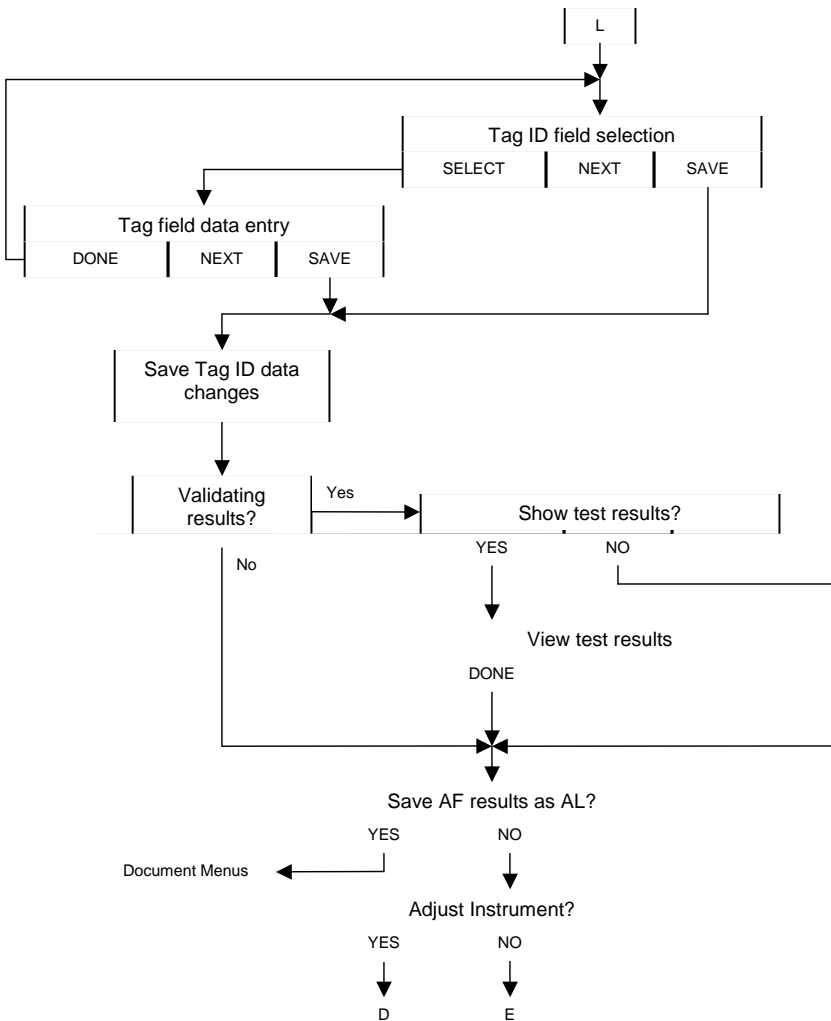 L
Tag ID field selection
SELECT NEXT SAVE
Tag field data entry
DONE NEXT SAVE
Save Tag ID data
changes
Validating
results?
Yes
Show test results?
No
YES NO
View test results
DONE
Save AF results as AL?
YES NO
Document Menus
Adjust Instrument?
YES NO
D E